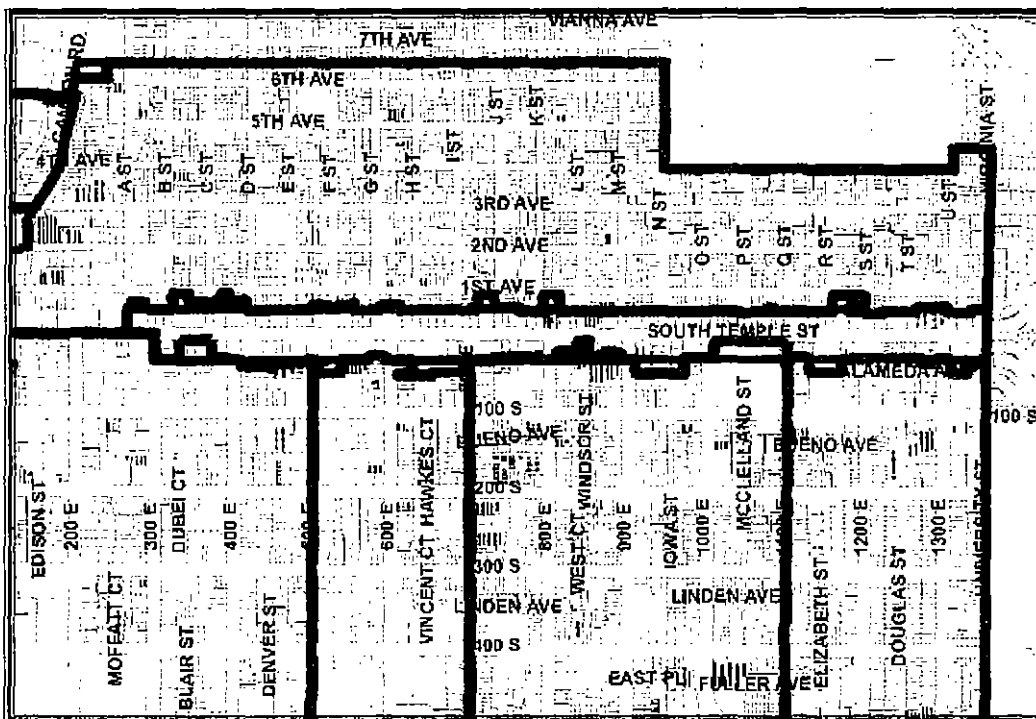 VIARNA AVE
7TH AVE
6TH AVE
5TH AVE
J ST
K ST
I ST
A ST
B ST
C ST
D ST
E ST
F ST
G ST
H ST
L ST
M ST
3RD AVE
N ST
U ST
2ND AVE
O ST
P ST
Q ST
R ST
S ST
T ST
1ST AVE
SOUTH TEMPLE ST
100 S
100 S
WINDSOR ST
MCCLELLAND ST
HAWKES CT
VINCENT CT
200 S
EDISON ST
200 E
300 E
400 E
600 E
800 E
WEST CT
IOWA ST
1000 E
1200 E
1300 E
300 S
MOFFATT CT
BLAIR ST
DENVER ST
LINDEN AVE
LINDEN AVE
ELIZABETH ST
DOUGLAS ST
400 S
FULLER AVE